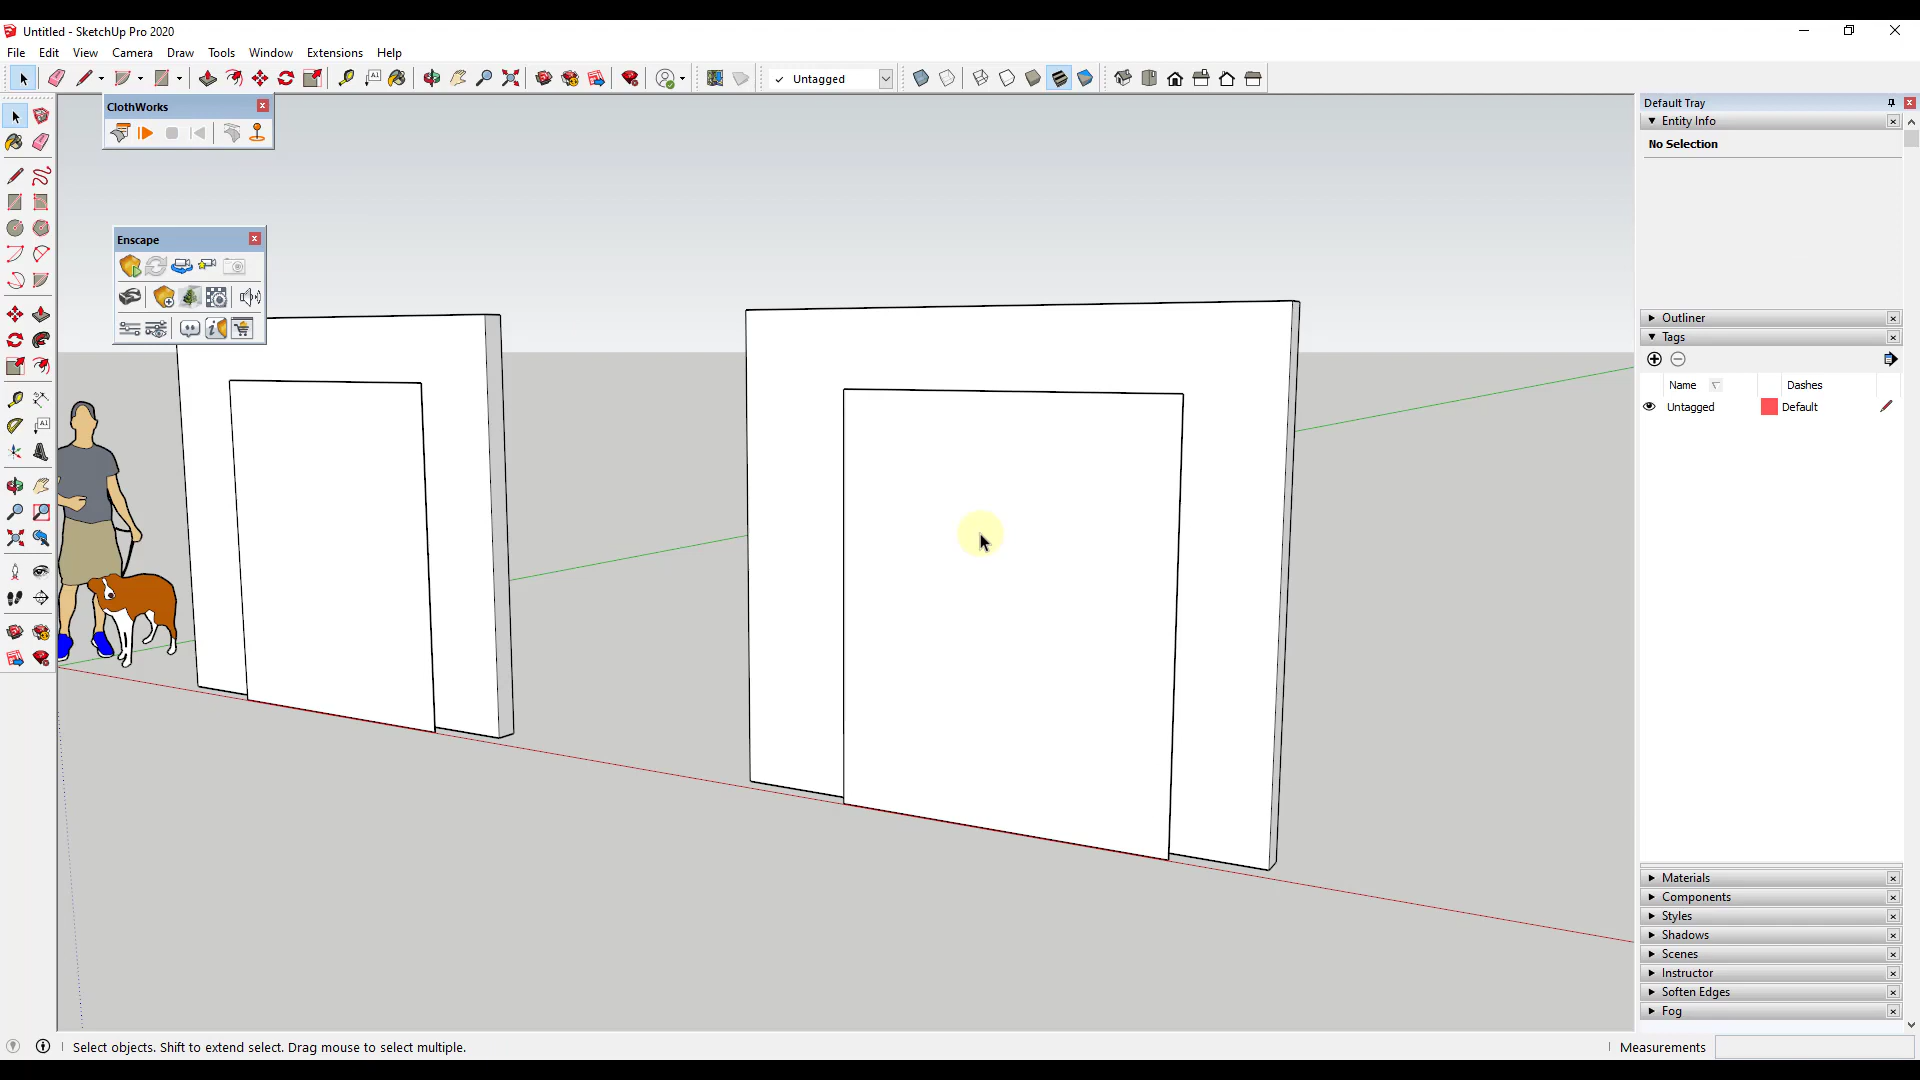 Untitled - SketchUp Pro 2020
File Edit View Camera Draw Tools Window Extensions Help
Untagged
ClothWorks
Enscape
Default Tray
Entity Info
No Selection
Outliner
Tags
Name Dashes
Untagged Default
Materials
Components
Styles
Shadows
Scenes
Instructor
Soften Edges
Fog
Select objects. Shift to extend select. Drag mouse to select multiple.
Measurements